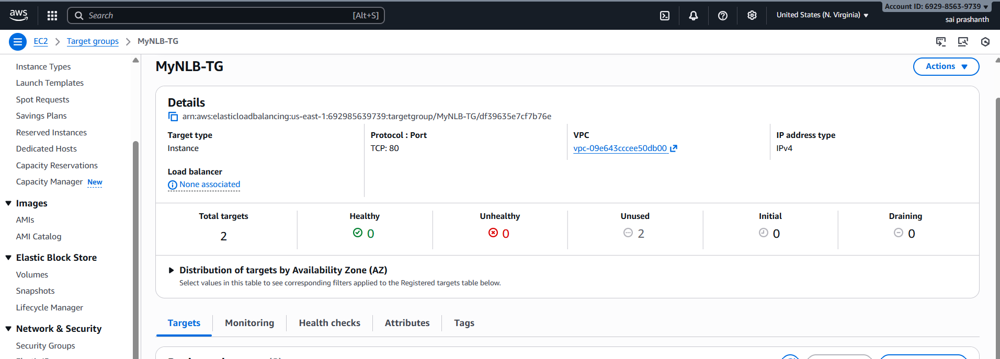 aws
Search
[Alt+S]
United States (N. Virginia)
Account ID: 6929-8563-9739
sai prashanth
EC2
Target groups
MyNLB-TG
Instance Types
Launch Templates
Spot Requests
Savings Plans
Reserved Instances
Dedicated Hosts
Capacity Reservations
Capacity Manager New
Images
AMIs
AMI Catalog
Elastic Block Store
Volumes
Snapshots
Lifecycle Manager
Network & Security
Security Groups
MyNLB-TG
Actions
Details
arn:aws:elasticloadbalancing:us-east-1:692985639739:targetgroup/MyNLB-TG/df39635e7cf7b76e
Target type
Instance
Protocol : Port
TCP: 80
VPC
vpc-09e643cccee50db00
IP address type
IPv4
Load balancer
None associated
Total targets
2
Healthy
0
Unhealthy
0
Unused
2
Initial
0
Draining
0
Distribution of targets by Availability Zone (AZ)
Select values in this table to see corresponding filters applied to the Registered targets table below.
Targets
Monitoring
Health checks
Attributes
Tags